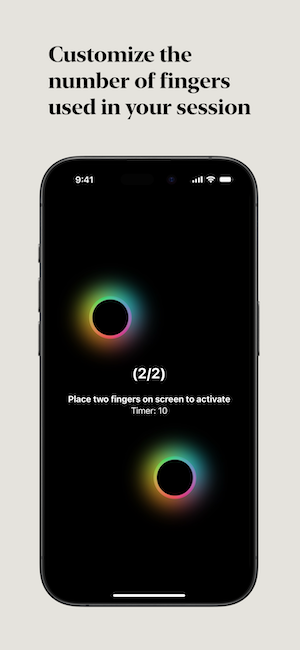 Customize the
number of fingers
used in your session
9:41
(2/2)
Place two fingers on screen to activate
Timer: 10